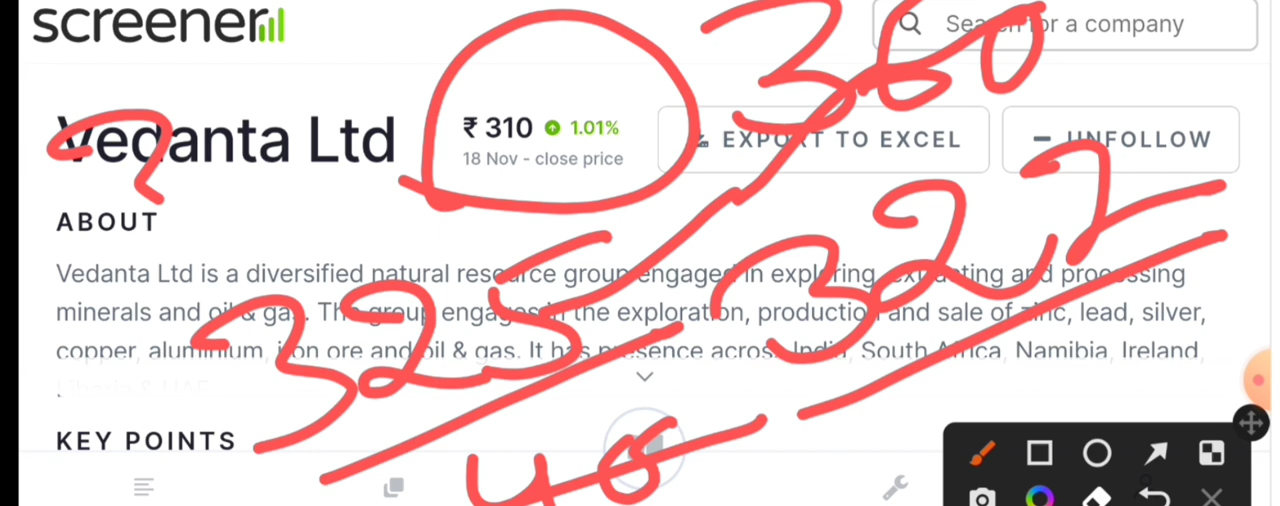 screener
Search for a company
360
Vedanta Ltd
₹ 310 1.01%
18 Nov - close price
EXPORT TO EXCEL
UNFOLLOW
2
ABOUT
Vedanta Ltd is a diversified natural resource group engaged in exploring, extracting and processing
minerals and oil & gas. The group engages in the exploration, production and sale of zinc, lead, silver,
copper, aluminium, iron ore and oil & gas. It has presence across India, South Africa, Namibia, Ireland,
325
322,2
KEY POINTS